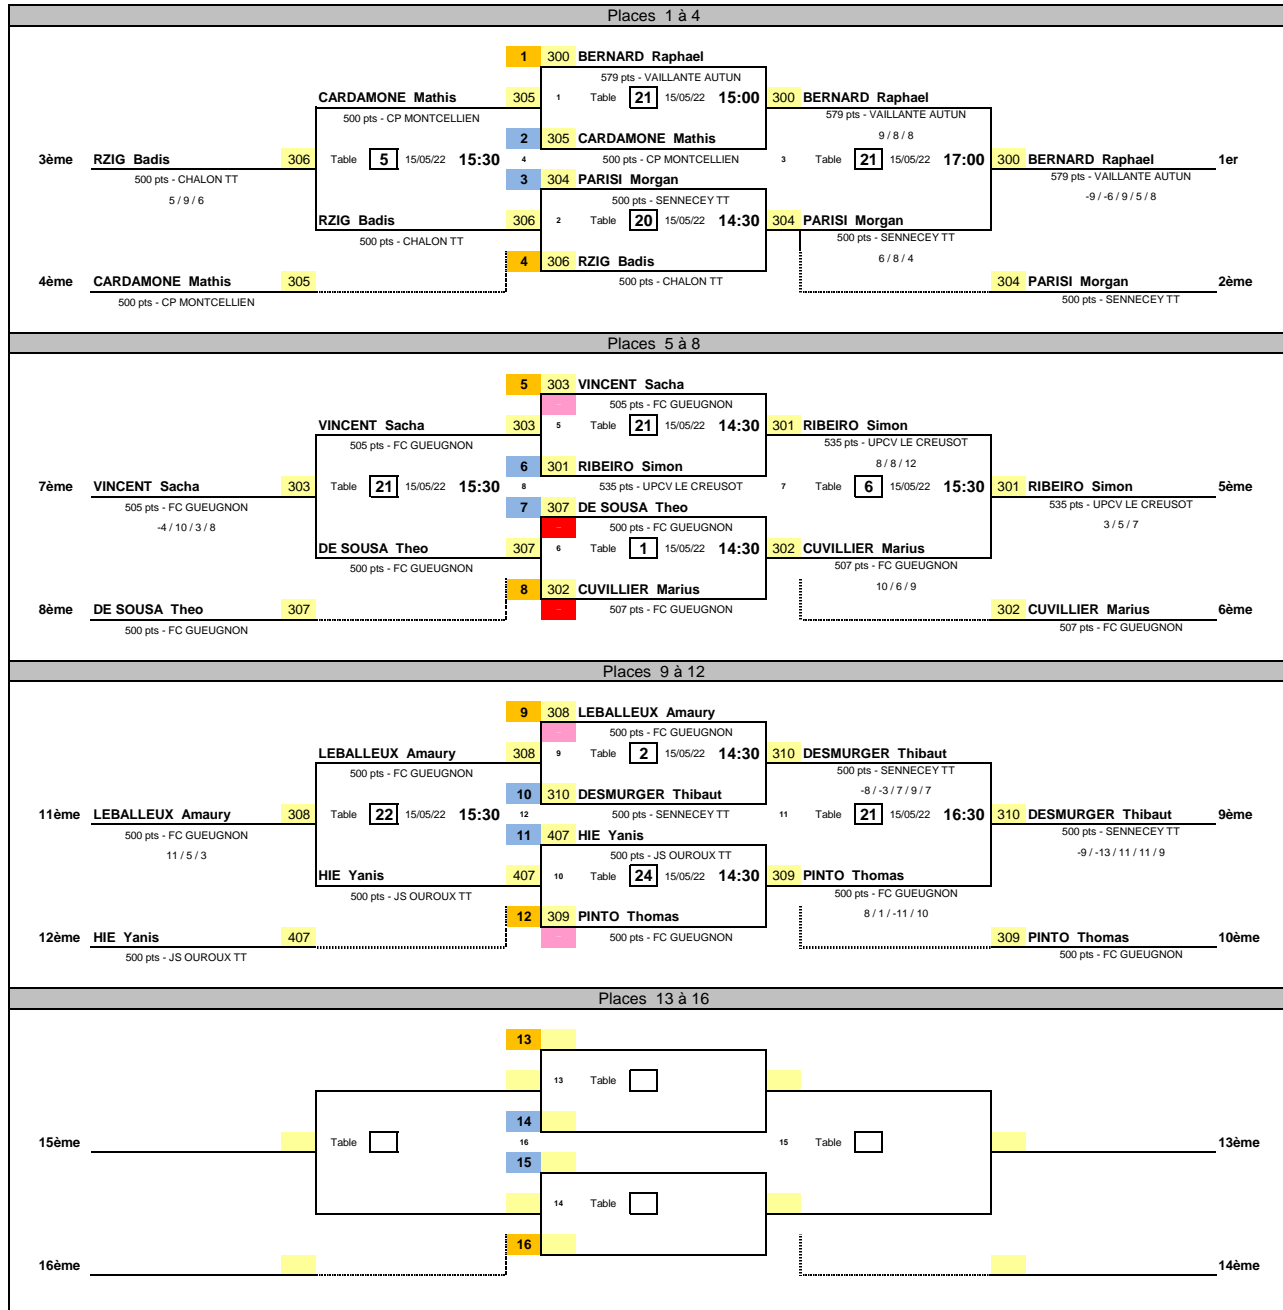 Places 1 à 4
1 300 BERNARD Raphael
579 pts - VAILLANTE AUTUN
CARDAMONE Mathis 305 1 Table 21 15/05/22 15:00 300 BERNARD Raphael
500 pts - CP MONTCELLIEN 579 pts - VAILLANTE AUTUN
2 305 CARDAMONE Mathis 9 / 8 / 8
3ème RZIG Badis 306 Table 5 15/05/22 15:30 4 500 pts - CP MONTCELLIEN 3 Table 21 15/05/22 17:00 300 BERNARD Raphael 1er
500 pts - CHALON TT 3 304 PARISI Morgan 579 pts - VAILLANTE AUTUN
5 / 9 / 6 500 pts - SENNECEY TT -9 / -6 / 9 / 5 / 8
RZIG Badis 306 2 Table 20 15/05/22 14:30 304 PARISI Morgan
500 pts - CHALON TT 500 pts - SENNECEY TT
4 306 RZIG Badis 6 / 8 / 4
4ème CARDAMONE Mathis 305 500 pts - CHALON TT 304 PARISI Morgan 2ème
500 pts - CP MONTCELLIEN 500 pts - SENNECEY TT
Places 5 à 8
5 303 VINCENT Sacha
505 pts - FC GUEUGNON
VINCENT Sacha 303 5 Table 21 15/05/22 14:30 301 RIBEIRO Simon
505 pts - FC GUEUGNON 535 pts - UPCV LE CREUSOT
6 301 RIBEIRO Simon 8 / 8 / 12
7ème VINCENT Sacha 303 Table 21 15/05/22 15:30 8 535 pts - UPCV LE CREUSOT 7 Table 6 15/05/22 15:30 301 RIBEIRO Simon 5ème
505 pts - FC GUEUGNON 7 307 DE SOUSA Theo 535 pts - UPCV LE CREUSOT
-4 / 10 / 3 / 8 500 pts - FC GUEUGNON 3 / 5 / 7
DE SOUSA Theo 307 6 Table 1 15/05/22 14:30 302 CUVILLIER Marius
500 pts - FC GUEUGNON 507 pts - FC GUEUGNON
8 302 CUVILLIER Marius 10 / 6 / 9
8ème DE SOUSA Theo 307 507 pts - FC GUEUGNON 302 CUVILLIER Marius 6ème
500 pts - FC GUEUGNON 507 pts - FC GUEUGNON
Places 9 à 12
9 308 LEBALLEUX Amaury
500 pts - FC GUEUGNON
LEBALLEUX Amaury 308 9 Table 2 15/05/22 14:30 310 DESMURGER Thibaut
500 pts - FC GUEUGNON 500 pts - SENNECEY TT
10 310 DESMURGER Thibaut -8 / -3 / 7 / 9 / 7
11ème LEBALLEUX Amaury 308 Table 22 15/05/22 15:30 12 500 pts - SENNECEY TT 11 Table 21 15/05/22 16:30 310 DESMURGER Thibaut 9ème
500 pts - FC GUEUGNON 11 407 HIE Yanis 500 pts - SENNECEY TT
11 / 5 / 3 500 pts - JS OUROUX TT -9 / -13 / 11 / 11 / 9
HIE Yanis 407 10 Table 24 15/05/22 14:30 309 PINTO Thomas
500 pts - JS OUROUX TT 500 pts - FC GUEUGNON
12 309 PINTO Thomas 8 / 1 / -11 / 10
12ème HIE Yanis 407 500 pts - FC GUEUGNON 309 PINTO Thomas 10ème
500 pts - JS OUROUX TT 500 pts - FC GUEUGNON
Places 13 à 16
13
13 Table
14
15ème Table 16 15 Table 13ème
15
14 Table
16
16ème 14ème